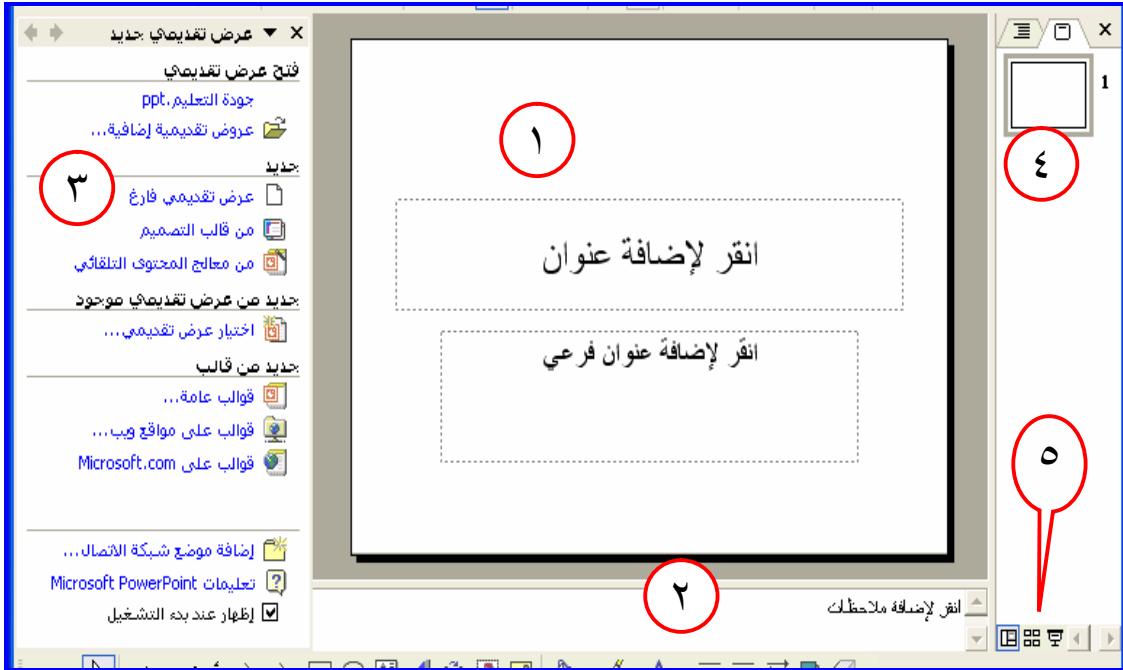 عرض تقديمي جديد
فتح عرض تقديمي
جودة التعليم.ppt
عروض تقديمية إضافية...
جديد
٣
عرض تقديمي فارغ
من قالب التصميم
من معالج المحتوى التلقائي
جديد من عرض تقديمي موجود
اختيار عرض تقديمي...
جديد من قالب
قوالب عامة...
قوالب على مواقع ويب...
قوالب على Microsoft.com
إضافة موضع شبكة الاتصال...
تعليمات Microsoft PowerPoint
إظهار عند بدء التشغيل
١
انقر لإضافة عنوان
انقر لإضافة عنوان فرعي
٢
انقر لإضافة ملاحظات
1
٤
٥